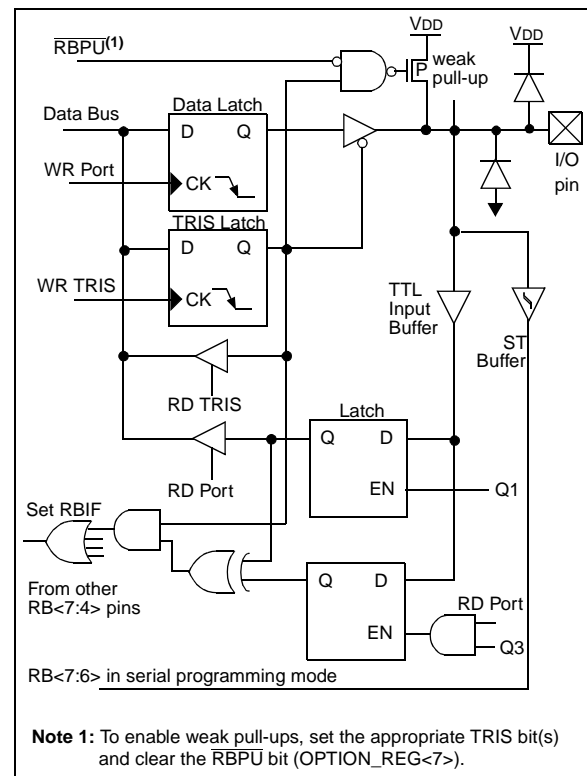 VDD
RBPU(1)
P
weak
pull-up
VDD
Data Latch
Data Bus
D
Q
I/O
pin
WR Port
CK
TRIS Latch
D
Q
WR TRIS
CK
TTL
Input
Buffer
ST
Buffer
RD TRIS
Latch
Q
D
RD Port
EN
Q1
Set RBIF
Q
D
From other
RB<7:4> pins
RD Port
EN
Q3
RB<7:6> in serial programming mode
Note 1: To enable weak pull-ups, set the appropriate TRIS bit(s)
and clear the RBPU bit (OPTION_REG<7>).